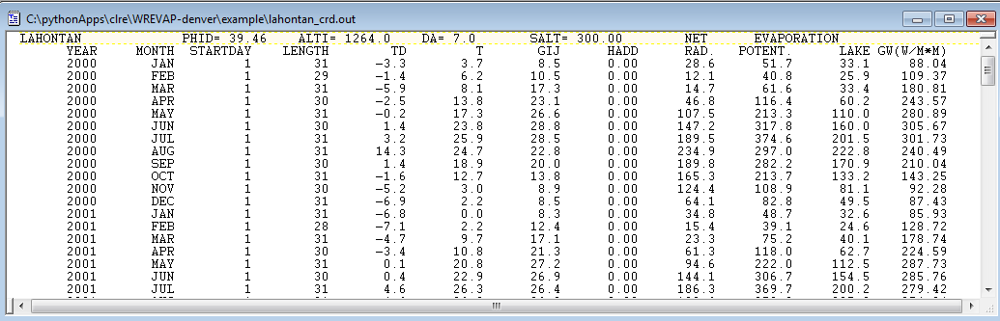 C:\pythonApps\clre\WREVAP-denver\example\lahontan_crd.out
LAHONTAN PHID= 39.46 ALTI= 1264.0 DA= 7.0 SALT= 300.00 NET EVAPORATION
YEAR MONTH STARTDAY LENGTH TD T GIJ HADD RAD. POTENT. LAKE GW(W/M*M)
2000 JAN 1 31 -3.3 3.7 8.5 0.00 28.6 51.7 33.1 88.04
2000 FEB 1 29 -1.4 6.2 10.5 0.00 12.1 40.8 25.9 109.37
2000 MAR 1 31 -5.9 8.1 17.3 0.00 14.7 61.6 33.4 180.81
2000 APR 1 30 -2.5 13.8 23.1 0.00 46.8 116.4 60.2 243.57
2000 MAY 1 31 -0.2 17.3 26.6 0.00 107.5 213.3 110.0 280.89
2000 JUN 1 30 1.4 23.8 28.8 0.00 147.2 317.8 160.0 305.67
2000 JUL 1 31 3.2 25.9 28.5 0.00 189.5 374.6 201.5 301.73
2000 AUG 1 31 14.3 24.7 22.8 0.00 234.9 297.0 222.8 240.49
2000 SEP 1 30 1.4 18.9 20.0 0.00 189.8 282.2 170.9 210.04
2000 OCT 1 31 -1.6 12.7 13.8 0.00 165.3 213.7 133.2 143.25
2000 NOV 1 30 -5.2 3.0 8.9 0.00 124.4 108.9 81.1 92.28
2000 DEC 1 31 -6.9 2.2 8.5 0.00 64.1 82.8 49.5 87.43
2001 JAN 1 31 -6.8 0.0 8.3 0.00 34.8 48.7 32.6 85.93
2001 FEB 1 28 -7.1 2.2 12.4 0.00 15.4 39.1 24.6 128.72
2001 MAR 1 31 -4.7 9.7 17.1 0.00 23.3 75.2 40.1 178.74
2001 APR 1 30 -3.4 10.8 21.3 0.00 61.3 118.0 62.7 224.59
2001 MAY 1 31 0.1 20.8 27.2 0.00 94.6 222.0 112.5 287.73
2001 JUN 1 30 0.4 22.9 26.9 0.00 144.1 306.7 154.5 285.76
2001 JUL 1 31 4.6 26.3 26.4 0.00 186.3 369.7 200.2 279.42